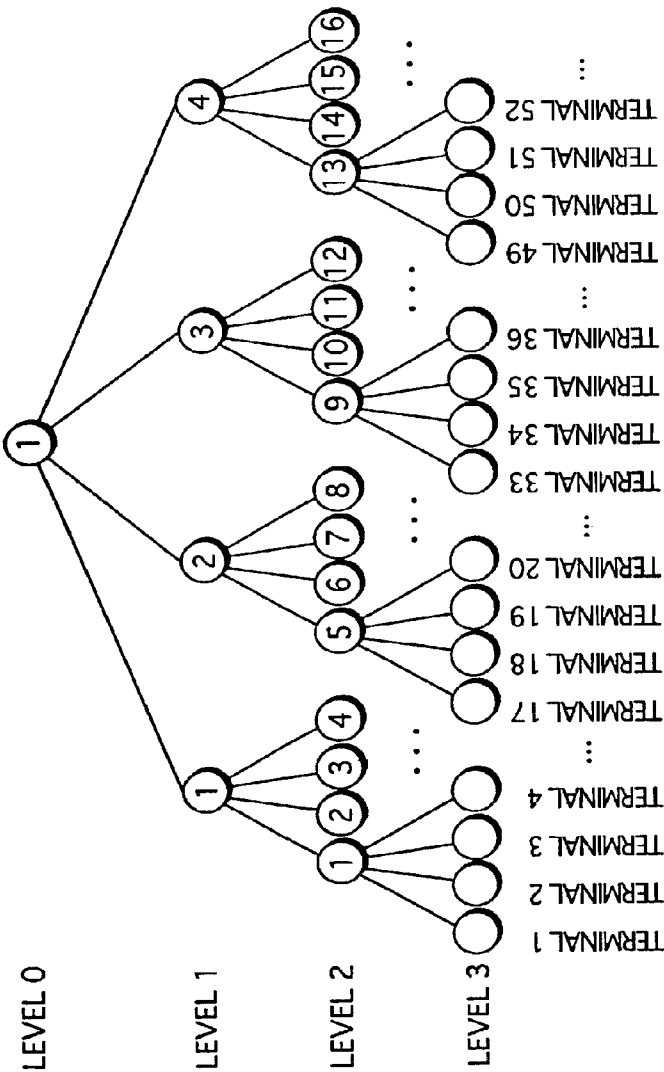 LEVEL 0
1
LEVEL 1
1
2
3
4
LEVEL 2
1
2
3
4
5
6
7
8
9
10
11
12
13
14
15
16
...
...
...
...
LEVEL 3
TERMINAL 1
TERMINAL 2
TERMINAL 3
TERMINAL 4
...
TERMINAL 17
TERMINAL 18
TERMINAL 19
TERMINAL 20
...
TERMINAL 33
TERMINAL 34
TERMINAL 35
TERMINAL 36
...
TERMINAL 49
TERMINAL 50
TERMINAL 51
TERMINAL 52
...